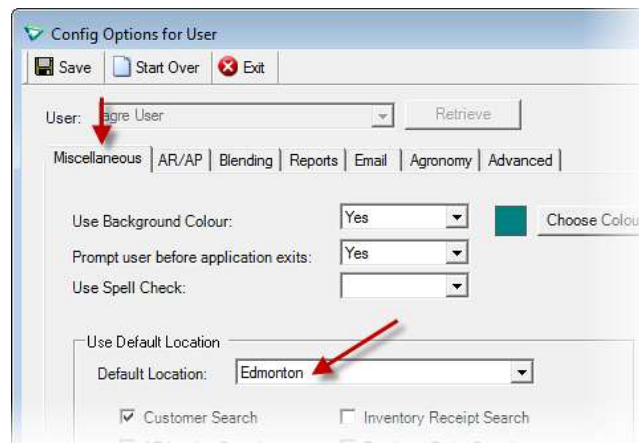 Config Options for User
Save Start Over Exit
User: agre User Retrieve
Miscellaneous AR/AP Blending Reports Email Agronomy Advanced
Use Background Colour: Yes Choose Colou
Prompt user before application exits: Yes
Use Spell Check:
Use Default Location
Default Location: Edmonton
Customer Search Inventory Receipt Search